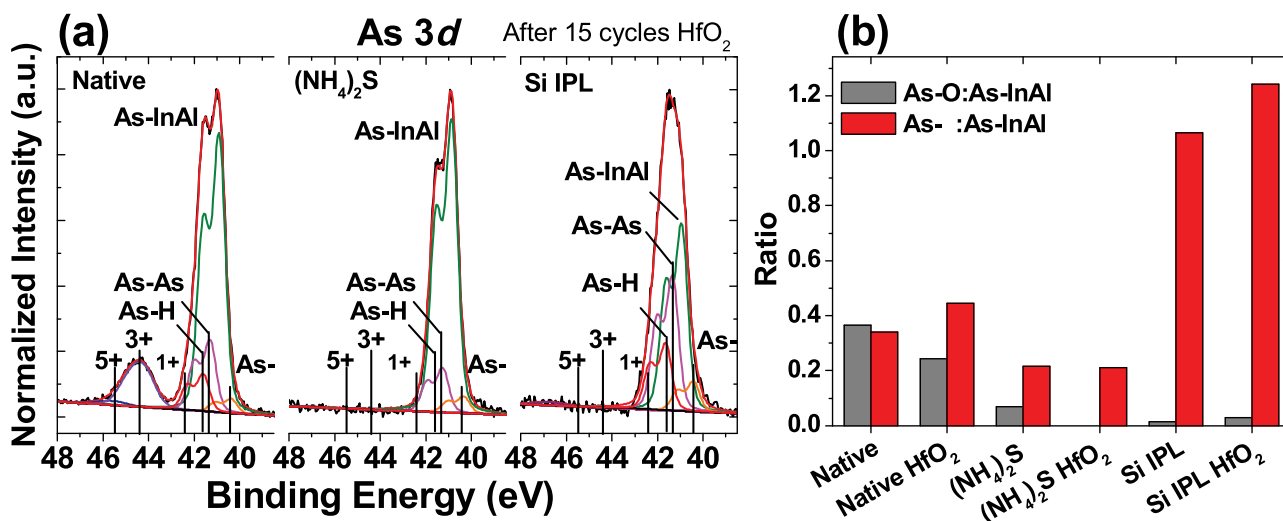 (a)
As 3d
After 15 cycles HfO₂
Normalized Intensity (a.u.)
Native
As-InAl
As-As
As-H
5+
3+
1+
As-
48 46 44 42 40
(NH₄)₂S
As-InAl
As-As
As-H
5+
3+
1+
48 46 44 42 40
Si IPL
As-InAl
As-As
As-H
5+
3+
1+
As-
48 46 44 42 40
Binding Energy (eV)
(b)
As-O:As-InAl
As- :As-InAl
Ratio
1.2
1.0
0.8
0.6
0.4
0.2
0.0
Native
Native HfO₂
(NH₄)₂S
(NH₄)₂S HfO₂
Si IPL
Si IPL HfO₂